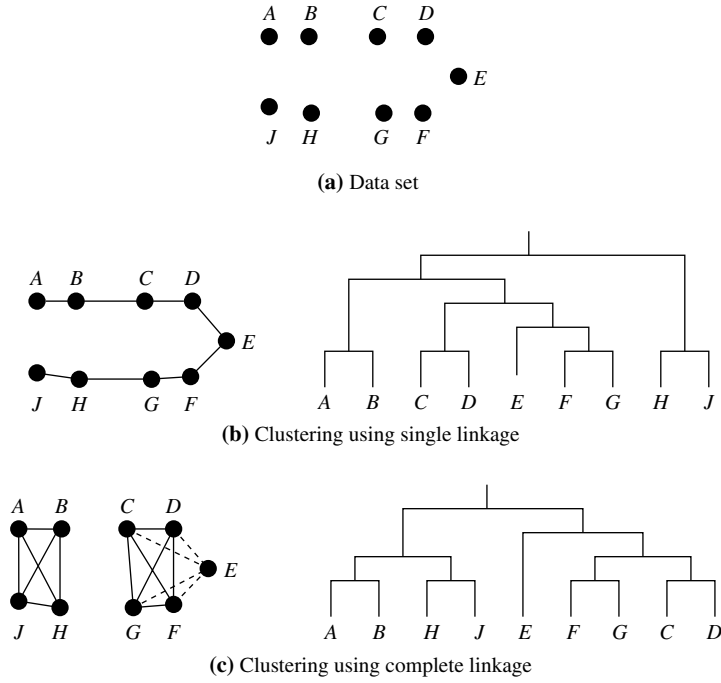 A B C D
E
J H G F
(a) Data set
A B C D
E
J H G F
A B C D E F G H J
(b) Clustering using single linkage
A B C D
E
J H G F
A B H J E F G C D
(c) Clustering using complete linkage